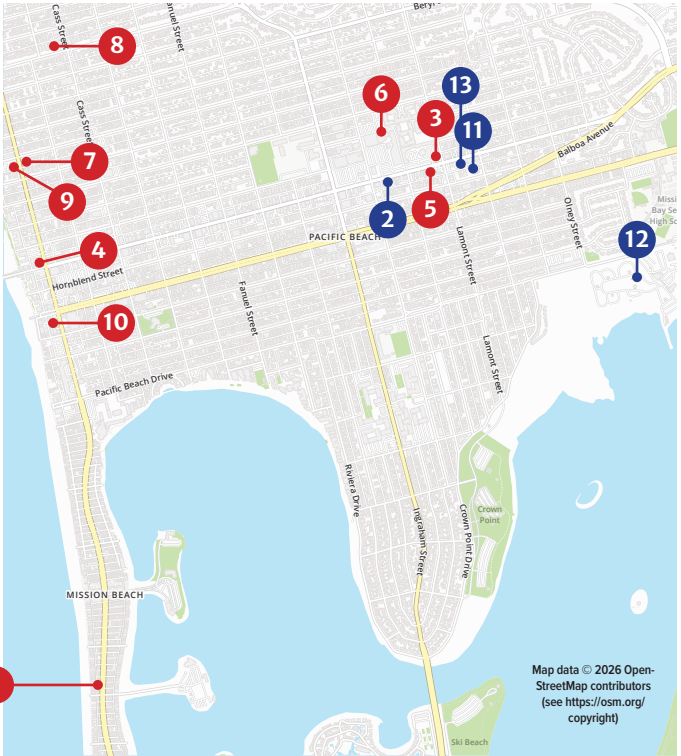 Beryl
Cass Street
Fanuel Street
8
6
13
3
11
Cass Street
Balboa Avenue
7
9
2
5
Olney Street
Missi
Bay Se
High Sc
PACIFIC BEACH
Lamont Street
12
4
Hornblend Street
Fanuel Street
10
Lamont Street
Pacific Beach Drive
Riviera Drive
Ingraham Street
Crown Point Drive
Crown
Point
MISSION BEACH
Map data © 2026 Open-
StreetMap contributors
(see https://osm.org/
copyright)
Ski Beach